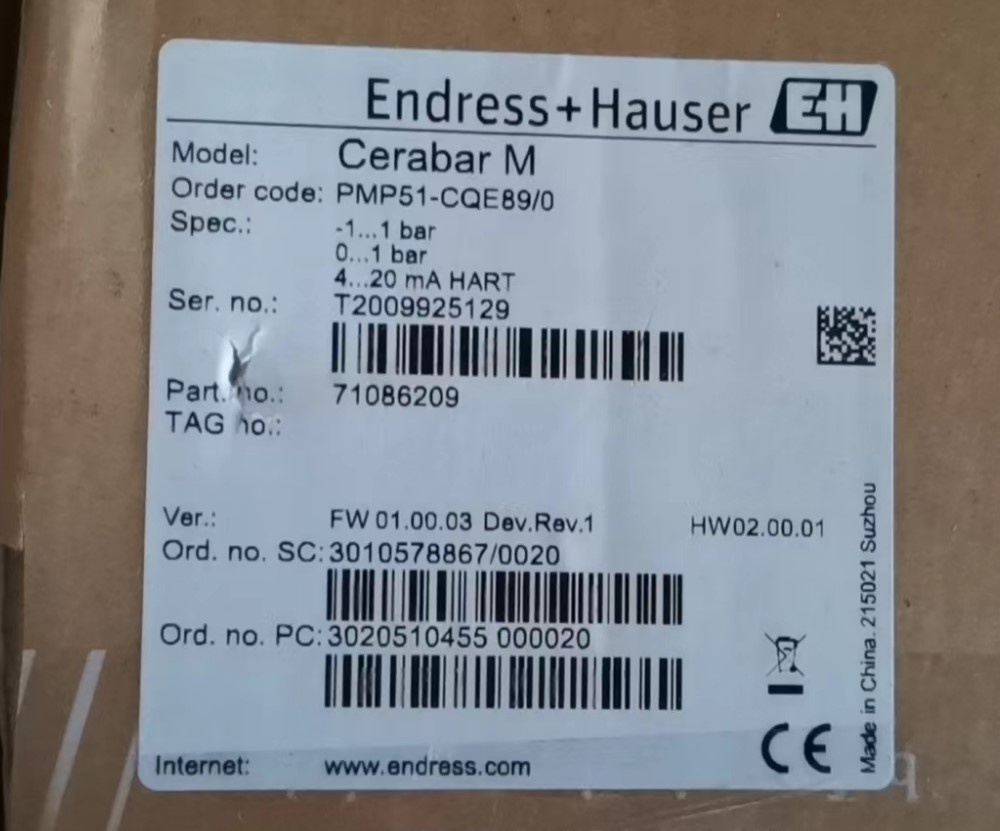 Endress+Hauser EH
Model: Cerabar M
Order code: PMP51-CQE89/0
Spec.: -1...1 bar
0...1 bar
4...20 mA HART
Ser. no.: T2009925129
Part. no.: 71086209
TAG no.:
Ver.: FW 01.00.03 Dev.Rev.1 HW02.00.01
Ord. no. SC: 3010578867/0020
Ord. no. PC: 3020510455 000020
CE
Internet: www.endress.com
Made in China. 215021 Suzhou